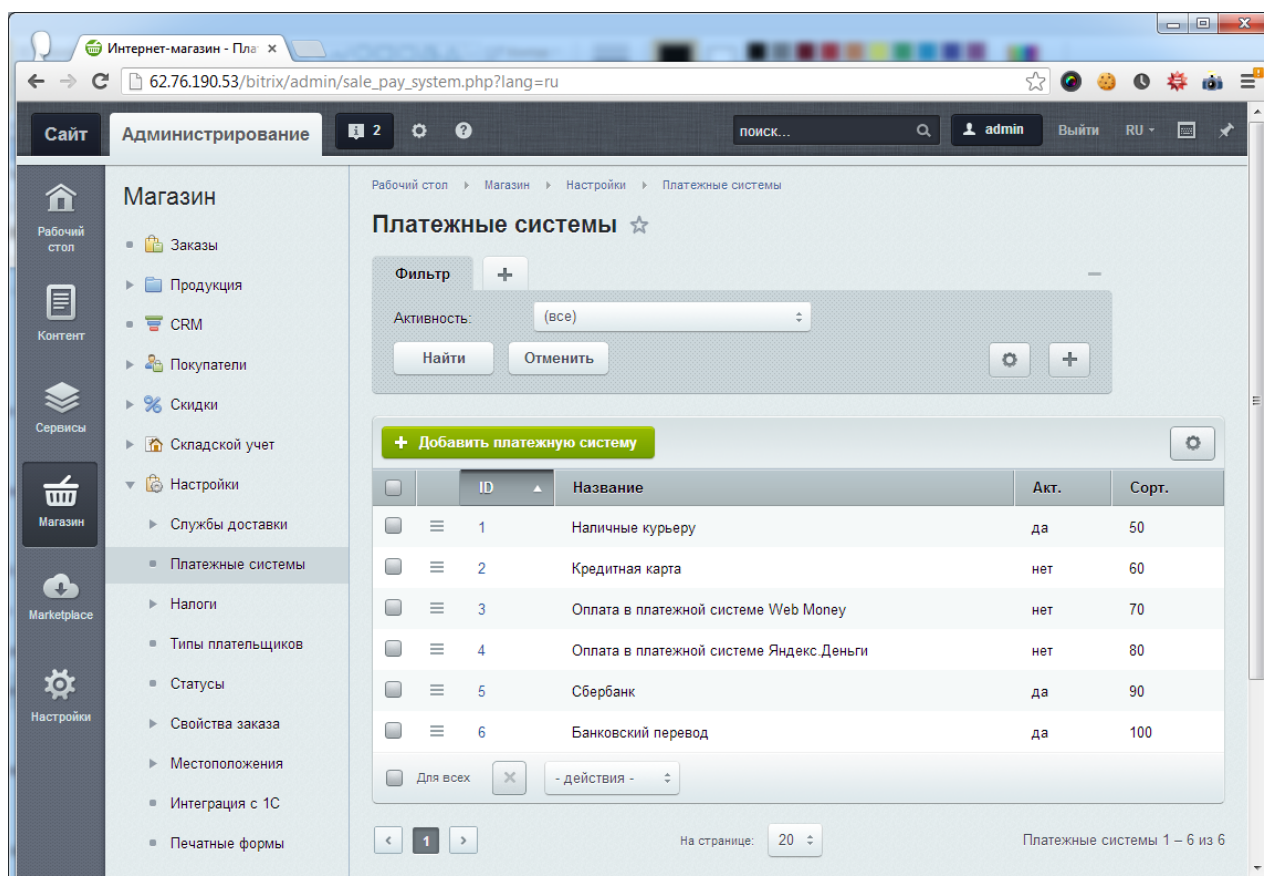 Интернет-магазин - Пла
62.76.190.53/bitrix/admin/sale_pay_system.php?lang=ru
Сайт
Администрирование
2
поиск...
admin
Выйти
RU
Рабочий стол
Контент
Сервисы
Магазин
Marketplace
Настройки
Магазин
Заказы
Продукция
CRM
Покупатели
Скидки
Складской учет
Настройки
Службы доставки
Платежные системы
Налоги
Типы плательщиков
Статусы
Свойства заказа
Местоположения
Интеграция с 1С
Печатные формы
Рабочий стол Магазин Настройки Платежные системы
Платежные системы
Фильтр
Активность: (все)
Найти Отменить
Добавить платежную систему
ID Название Акт. Сорт.
1 Наличные курьеру да 50
2 Кредитная карта нет 60
3 Оплата в платежной системе Web Money нет 70
4 Оплата в платежной системе Яндекс.Деньги нет 80
5 Сбербанк да 90
6 Банковский перевод да 100
Для всех - действия -
1 На странице: 20 Платежные системы 1 – 6 из 6